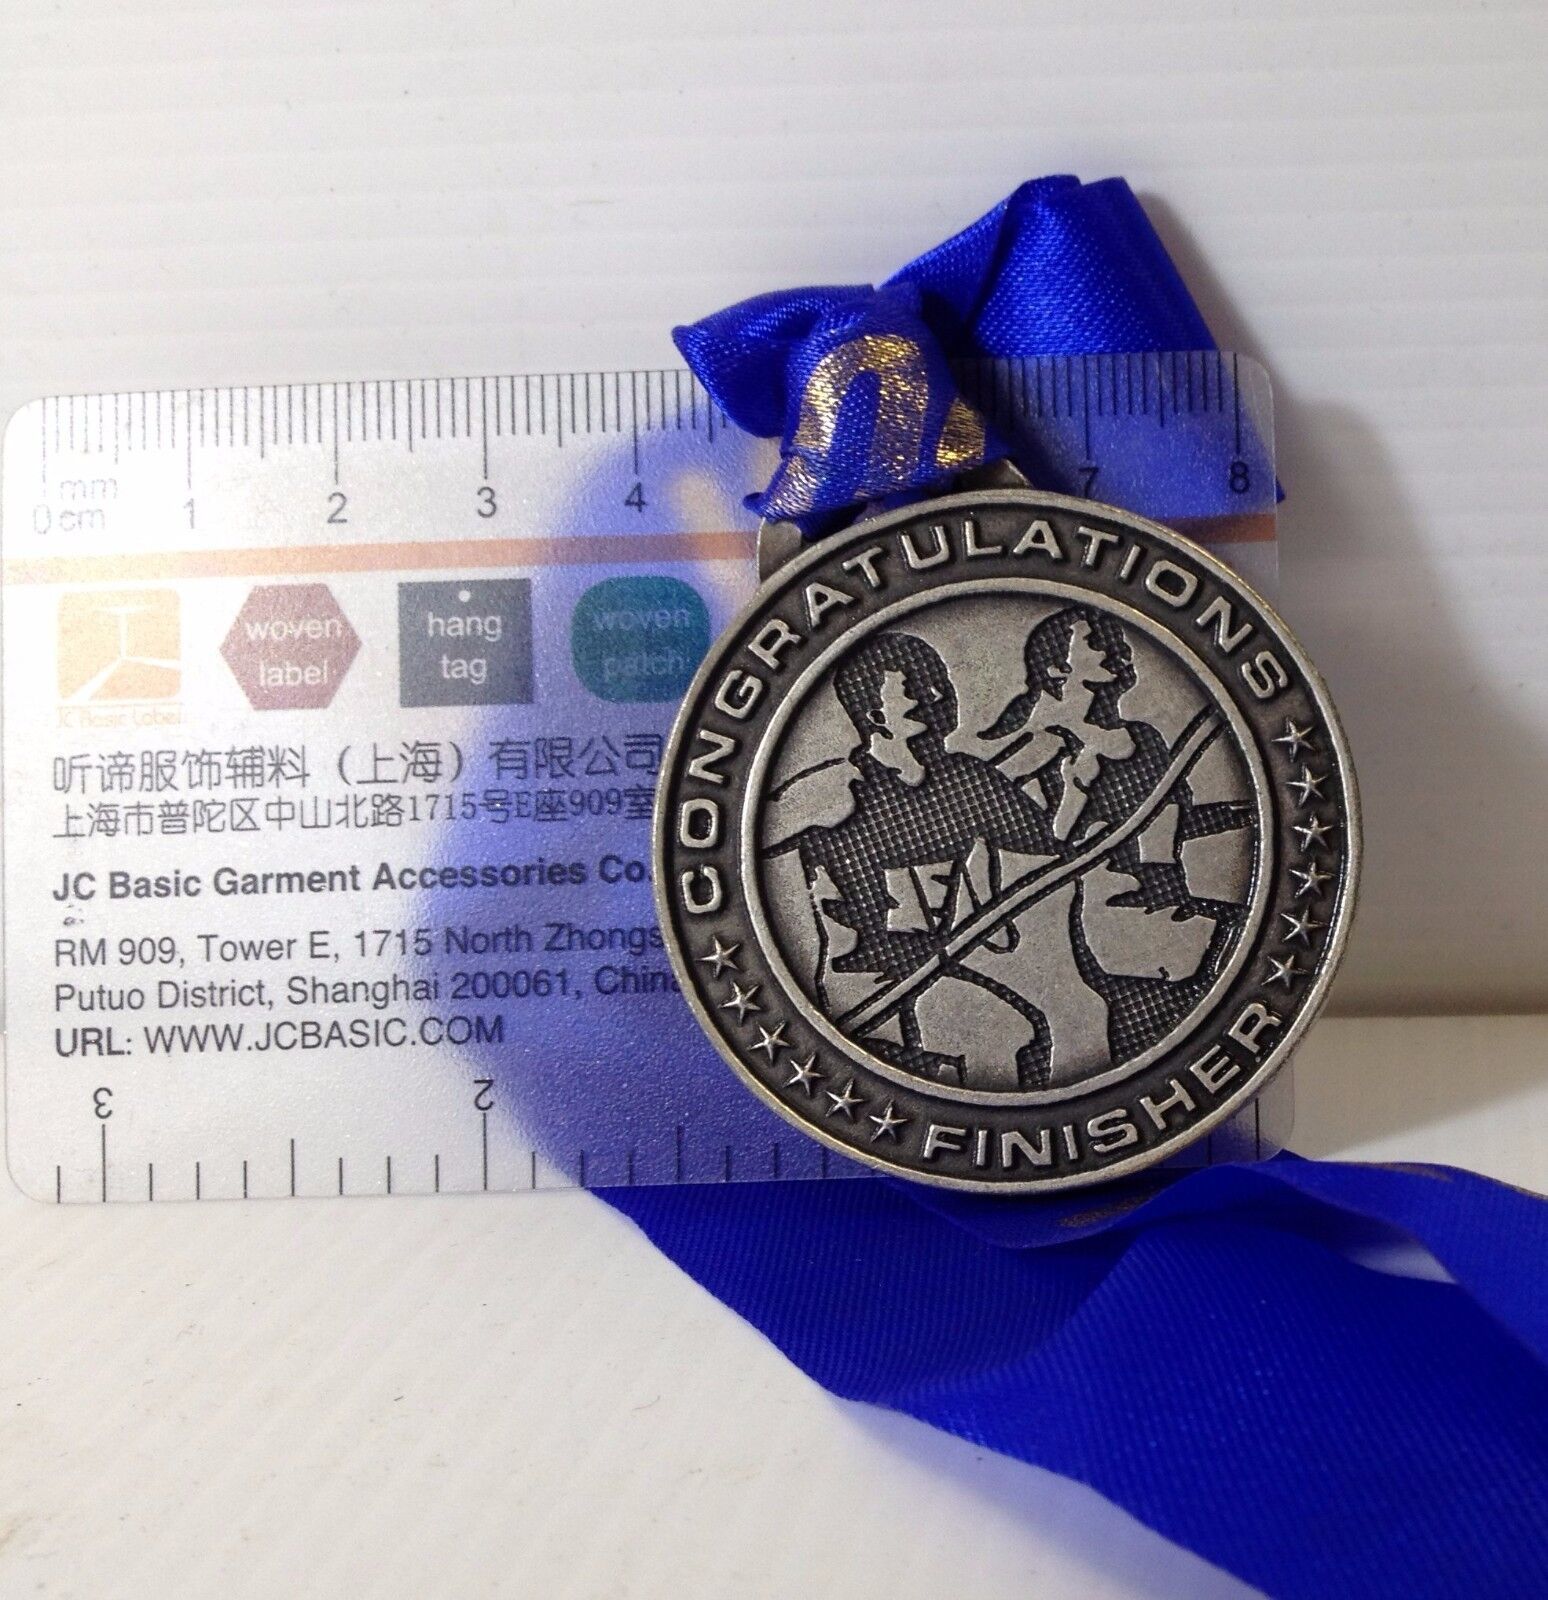 0 1 2 3 4 7 8
mm
cm
woven label
hang tag
woven patch
JC Basic Label
听谛服饰辅料（上海）有限公司
上海市普陀区中山北路1715号E座909室
JC Basic Garment Accessories Co.
RM 909, Tower E, 1715 North
Putuo District, Shanghai 200061, China
URL: WWW.JCBASIC.COM
3 2
CONGRATULATIONS
FINISHER